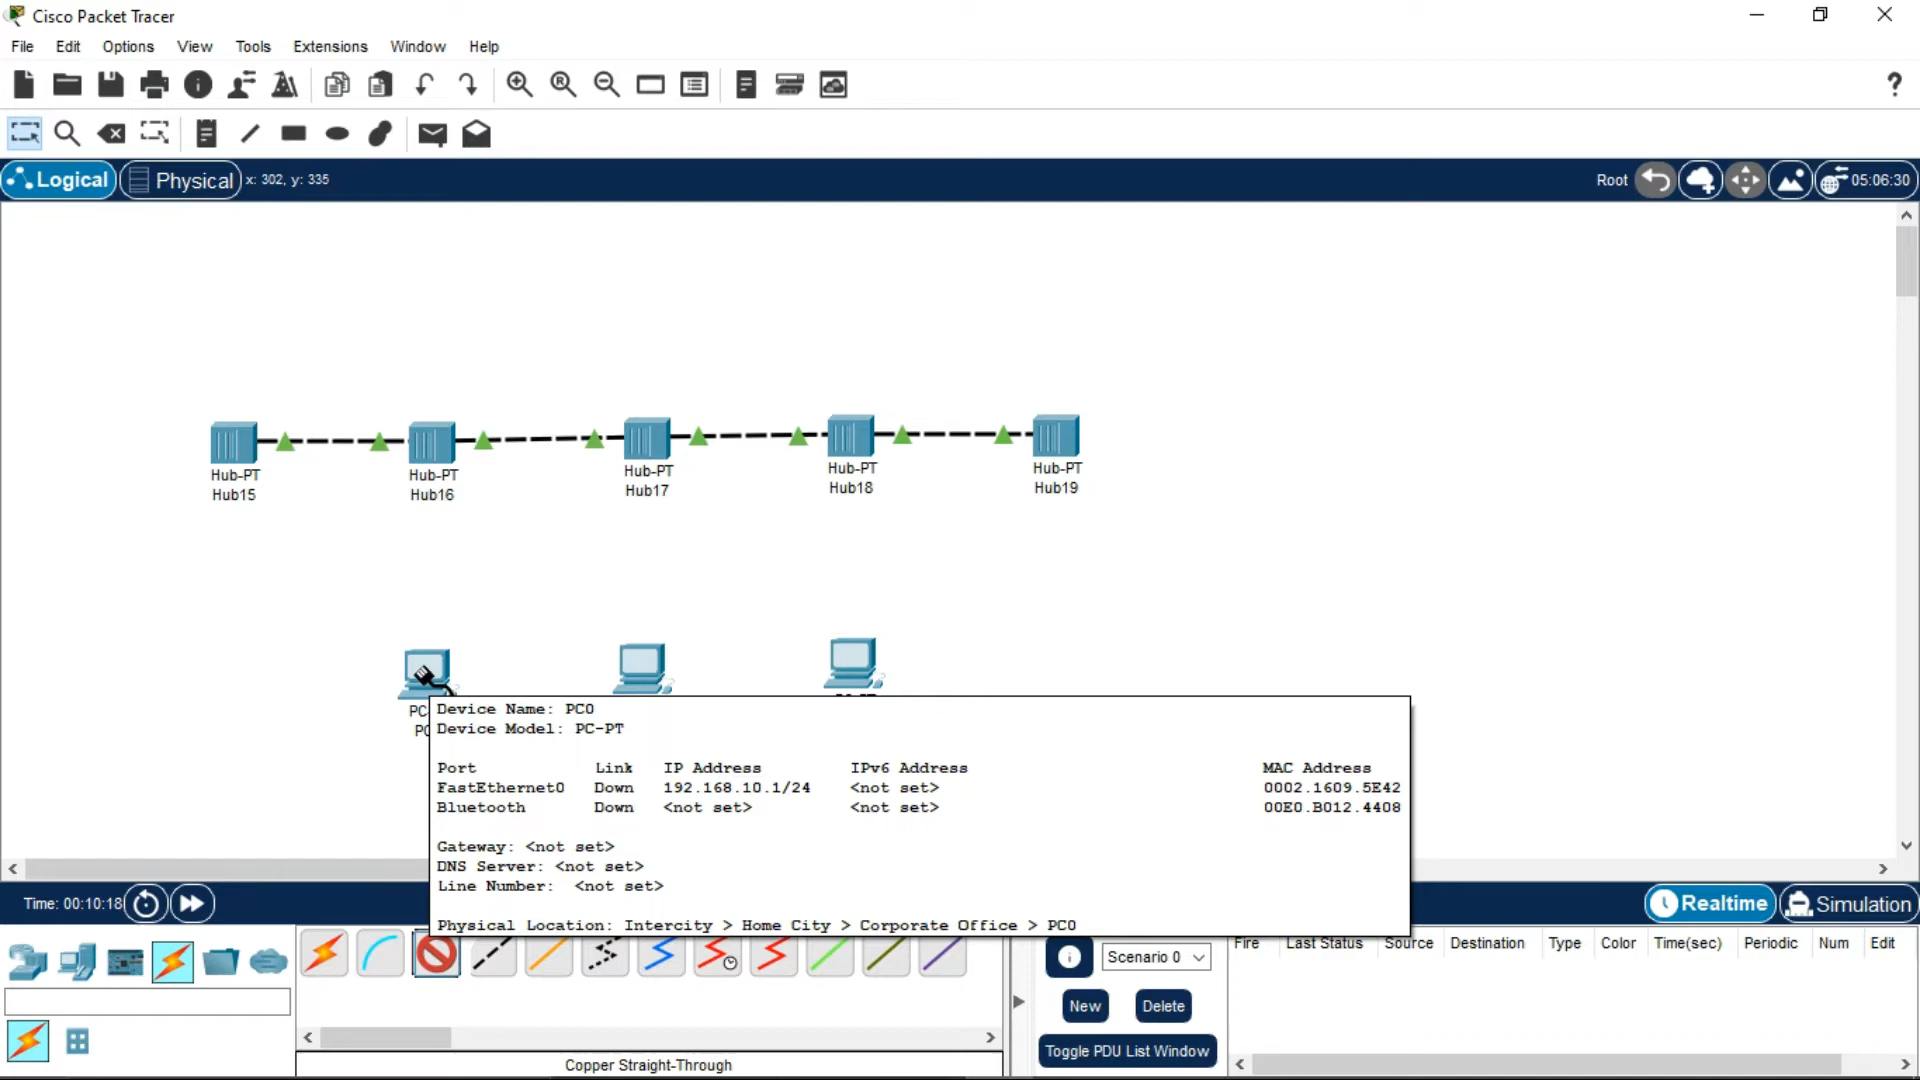 Cisco Packet Tracer
File Edit Options View Tools Extensions Window Help
Logical Physical x: 302, y: 335 Root 05:06:30
Hub-PT
Hub15
Hub-PT
Hub16
Hub-PT
Hub17
Hub-PT
Hub18
Hub-PT
Hub19
Device Name: PC0
Device Model: PC-PT
Port Link IP Address IPv6 Address MAC Address
FastEthernet0 Down 192.168.10.1/24 <not set> 0002.1609.5E42
Bluetooth Down <not set> <not set> 00E0.B012.4408
Gateway: <not set>
DNS Server: <not set>
Line Number: <not set>
Physical Location: Intercity > Home City > Corporate Office > PC0
Time: 00:10:18 Realtime Simulation
Scenario 0
New Delete
Toggle PDU List Window
Fire Last Status Source Destination Type Color Time(sec) Periodic Num Edit
Copper Straight-Through